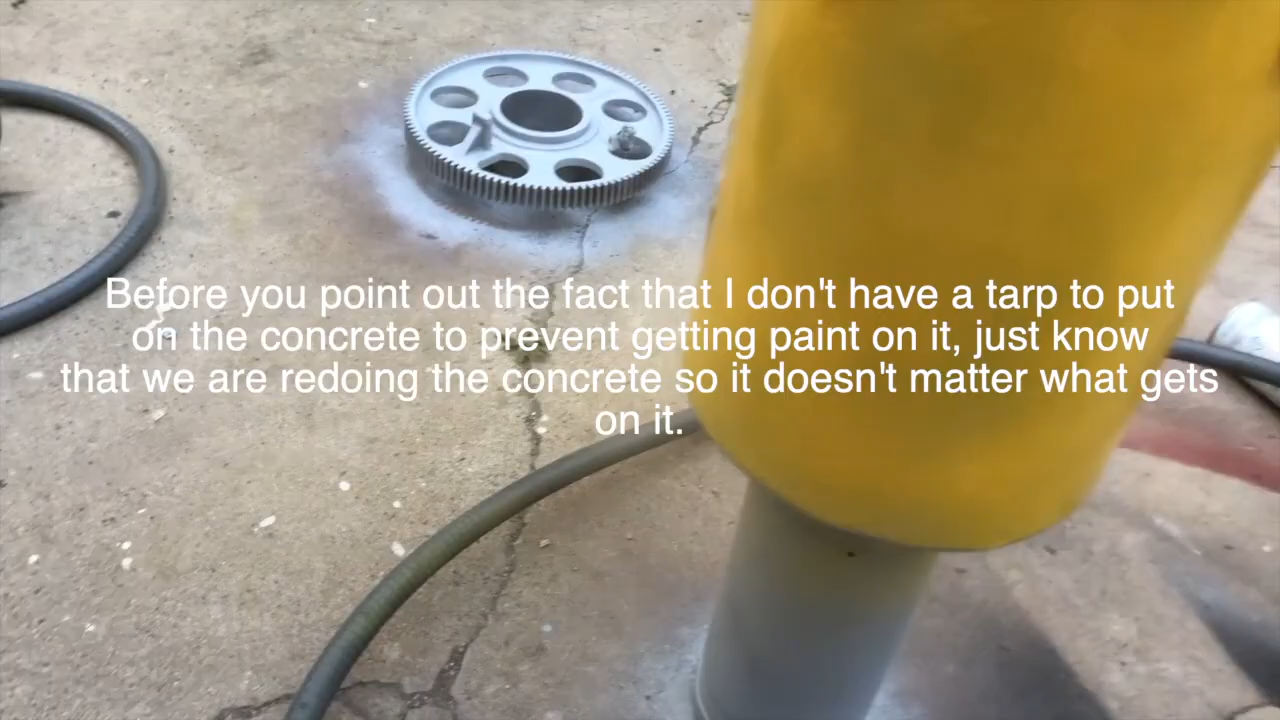 Before you point out the fact that I don't have a tarp to put
on the concrete to prevent getting paint on it, just know
that we are redoing the concrete so it doesn't matter what gets
on it.